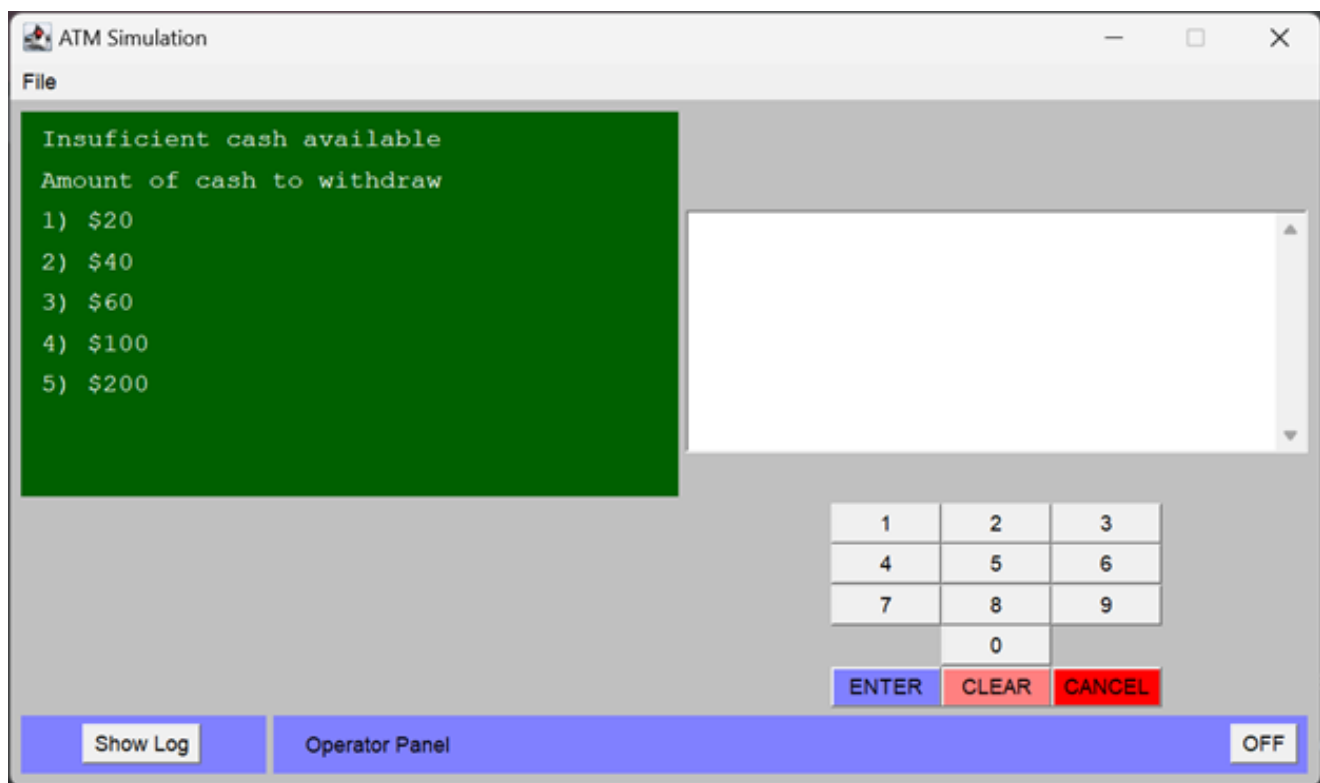 ATM Simulation
File
Insuficient cash available
Amount of cash to withdraw
1) $20
2) $40
3) $60
4) $100
5) $200
1 2 3
4 5 6
7 8 9
0
ENTER CLEAR CANCEL
Show Log Operator Panel OFF